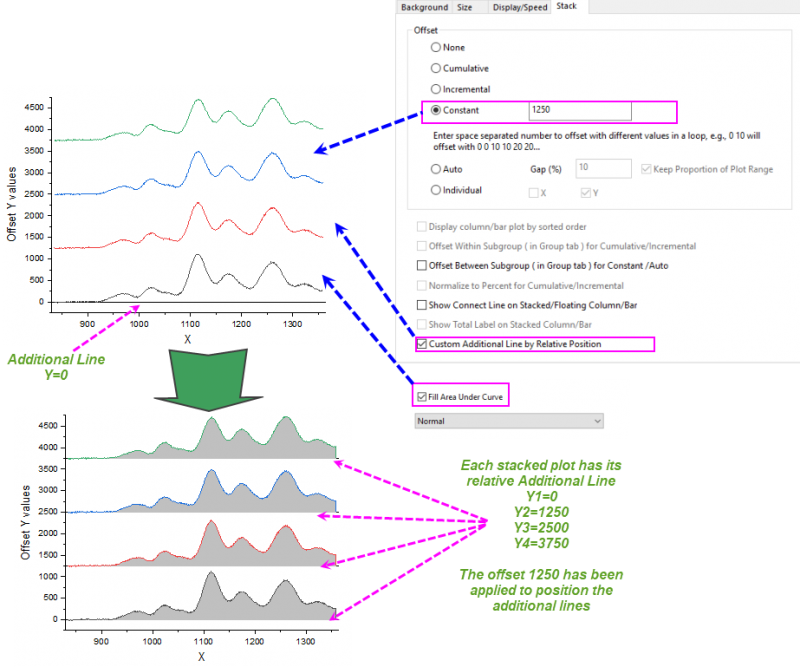 Background
Size
Display/Speed
Stack
Offset
None
Cumulative
Incremental
Constant
1250
Enter space separated number to offset with different values in a loop, e.g., 0 10 will
offset with 0 0 10 10 20 20...
Auto
Gap (%)
10
Keep Proportion of Plot Range
Individual
X
Y
Display column/bar plot by sorted order
Offset Within Subgroup ( in Group tab ) for Cumulative/Incremental
Offset Between Subgroup ( in Group tab ) for Constant /Auto
Normalize to Percent for Cumulative/Incremental
Show Connect Line on Stacked/Floating Column/Bar
Show Total Label on Stacked Column/Bar
Custom Additional Line by Relative Position
Fill Area Under Curve
Normal
Offset Y values
4500
4000
3500
3000
2500
2000
1500
1000
500
0
900
1000
1100
1200
1300
X
Additional Line
Y=0
Offset Y values
4500
4000
3500
3000
2500
2000
1500
1000
500
0
900
1000
1100
1200
1300
X
Each stacked plot has its
relative Additional Line
Y1=0
Y2=1250
Y3=2500
Y4=3750
The offset 1250 has been
applied to position the
additional lines